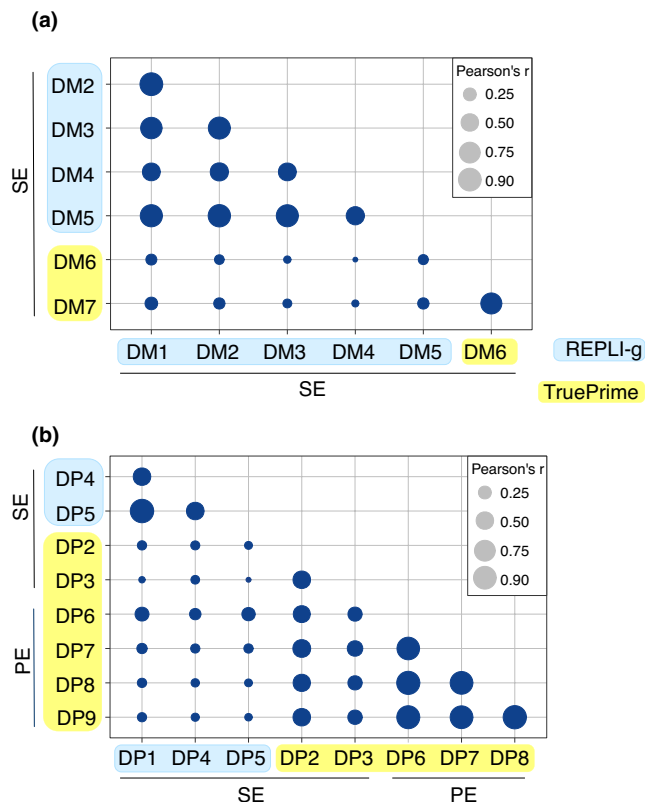 (a)
Pearson's r
0.25
0.50
0.75
0.90
SE
DM2
DM3
DM4
DM5
DM6
DM7
DM1 DM2 DM3 DM4 DM5 DM6
SE
REPLI-g
TruePrime
(b)
Pearson's r
0.25
0.50
0.75
0.90
SE
DP4
DP5
DP2
DP3
PE
DP6
DP7
DP8
DP9
DP1 DP4 DP5 DP2 DP3 DP6 DP7 DP8
SE PE